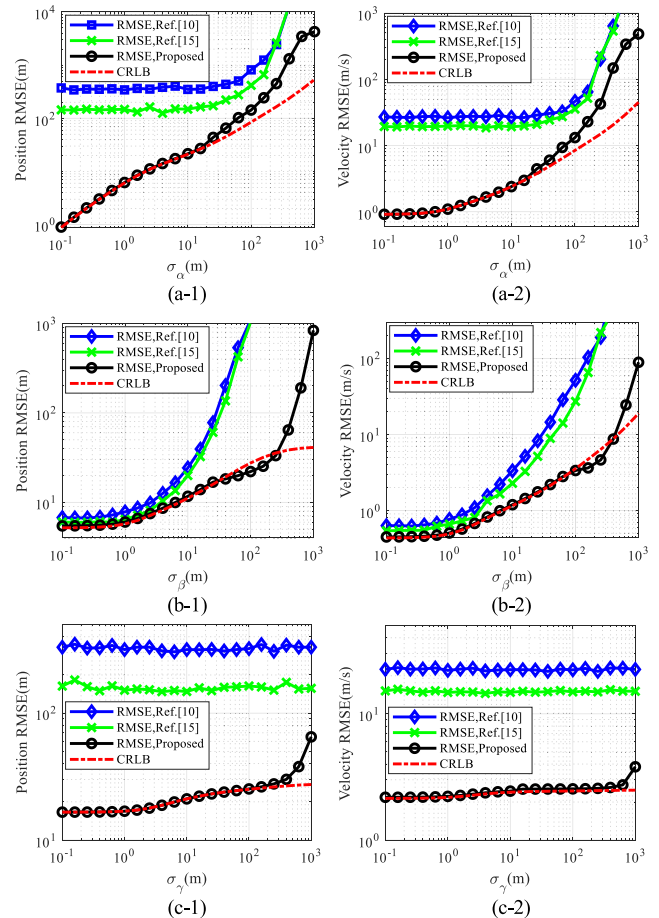 Position RMSE(m)
10^4
10^2
10^0
RMSE,Ref.[10]
RMSE,Ref.[15]
RMSE,Proposed
CRLB
10^-1 10^0 10^1 10^2 10^3
σ_α(m)
(a-1)
Velocity RMSE(m/s)
10^3
10^2
10^1
10^0
RMSE,Ref.[10]
RMSE,Ref.[15]
RMSE,Proposed
CRLB
10^-1 10^0 10^1 10^2 10^3
σ_α(m)
(a-2)
Position RMSE(m)
10^3
10^2
10^1
RMSE,Ref.[10]
RMSE,Ref.[15]
RMSE,Proposed
CRLB
10^-1 10^0 10^1 10^2 10^3
σ_β(m)
(b-1)
Velocity RMSE(m/s)
10^2
10^1
10^0
RMSE,Ref.[10]
RMSE,Ref.[15]
RMSE,Proposed
CRLB
10^-1 10^0 10^1 10^2 10^3
σ_β(m)
(b-2)
Position RMSE(m)
10^2
10^1
RMSE,Ref.[10]
RMSE,Ref.[15]
RMSE,Proposed
CRLB
10^-1 10^0 10^1 10^2 10^3
σ_γ(m)
(c-1)
Velocity RMSE(m/s)
10^1
10^0
RMSE,Ref.[10]
RMSE,Ref.[15]
RMSE,Proposed
CRLB
10^-1 10^0 10^1 10^2 10^3
σ_γ(m)
(c-2)